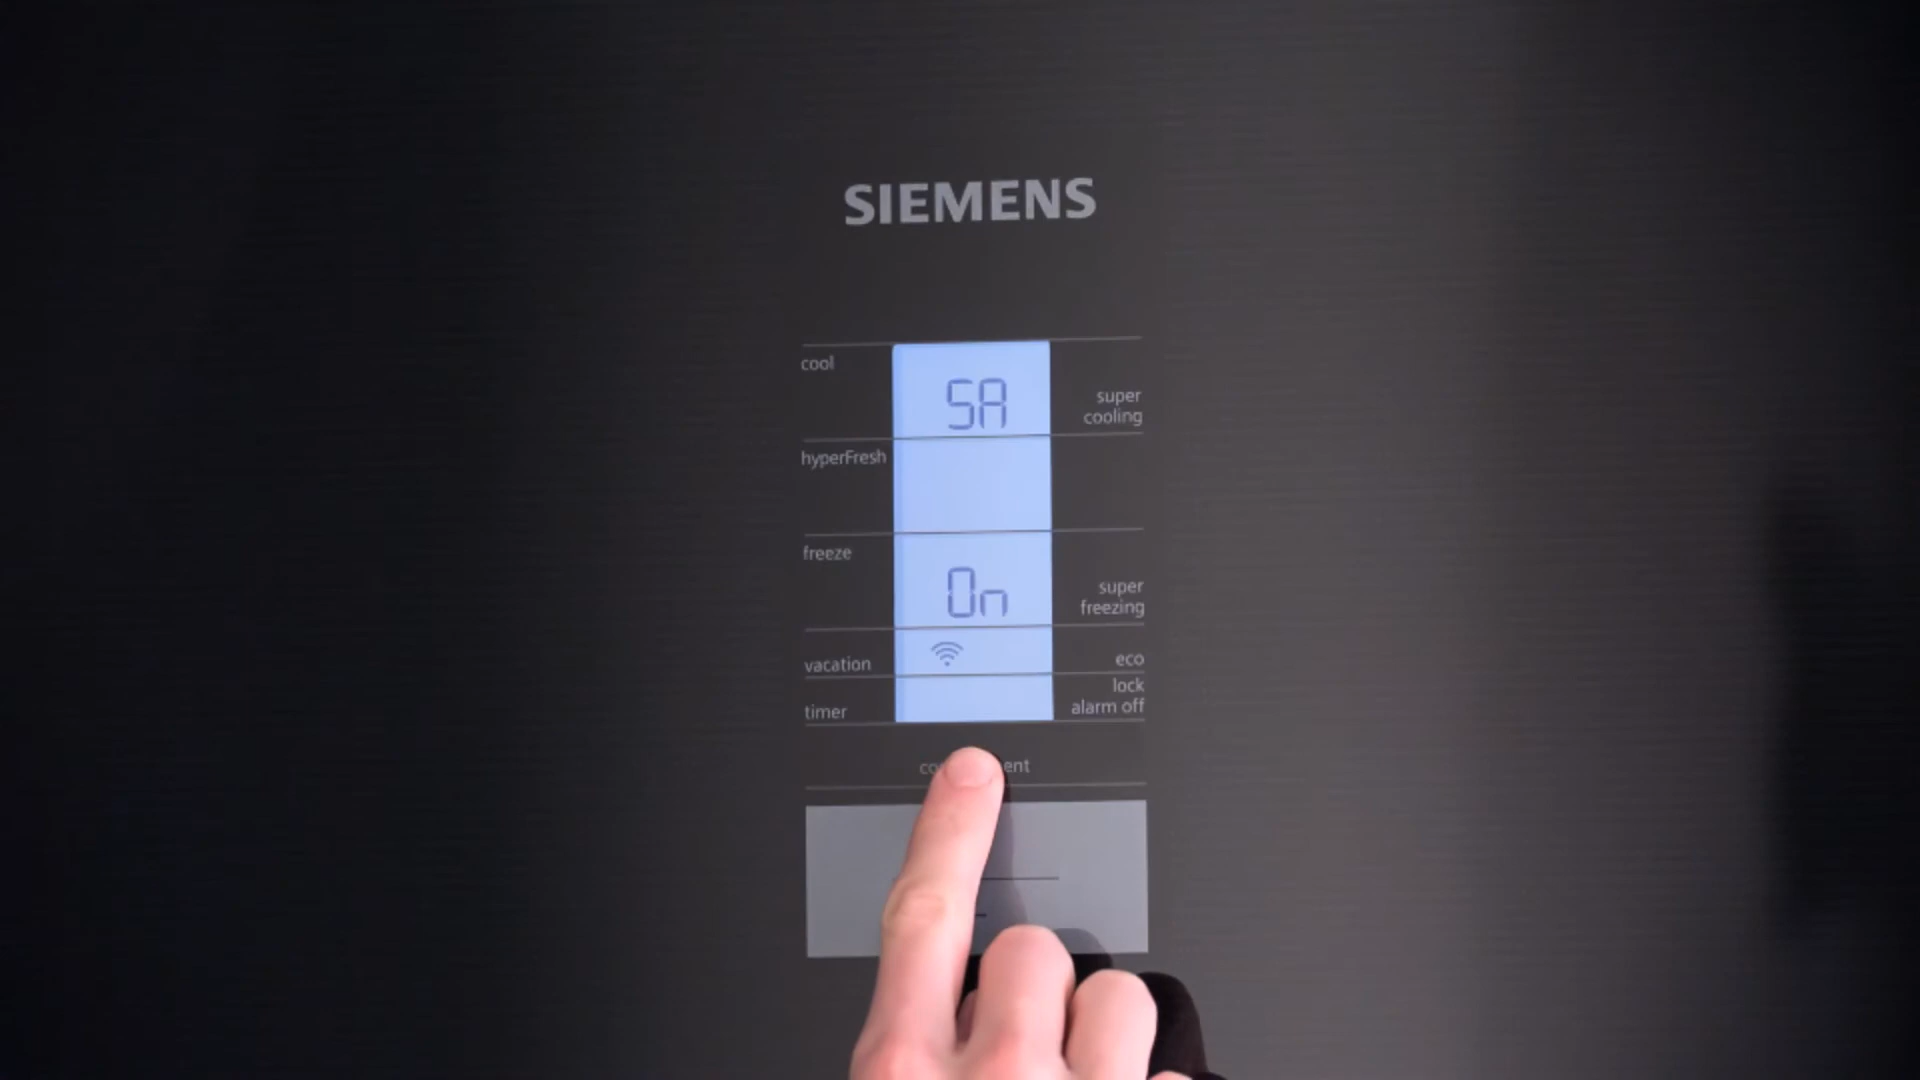 SIEMENS
cool
SA
super
cooling
hyperFresh
freeze
On
super
freezing
vacation
eco
lock
timer
alarm off